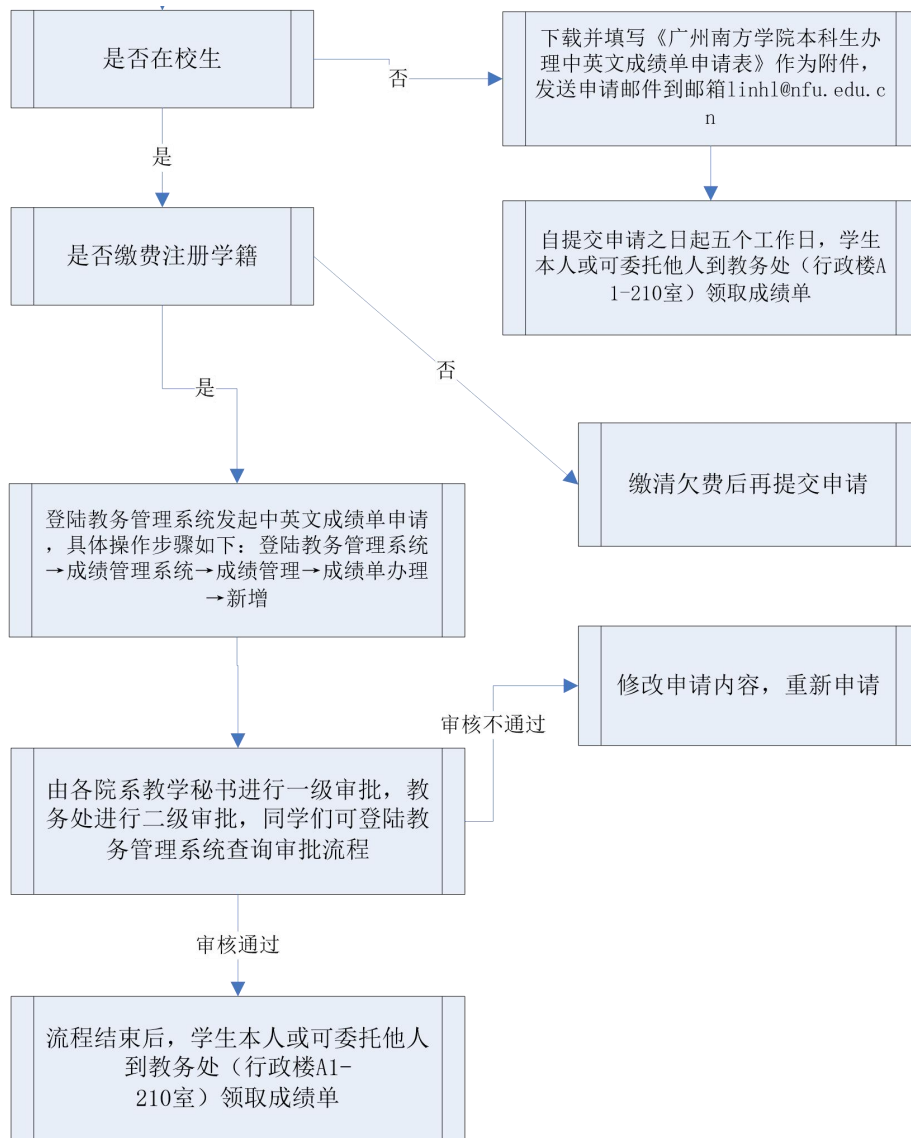 是否在校生
否
下载并填写《广州南方学院本科生办
理中英文成绩单申请表》作为附件，
发送申请邮件到邮箱linhl@nfu.edu.c
n
是
是否缴费注册学籍
自提交申请之日起五个工作日，学生
本人或可委托他人到教务处（行政楼A
1-210室）领取成绩单
是
否
缴清欠费后再提交申请
登陆教务管理系统发起中英文成绩单申请
，具体操作步骤如下：登陆教务管理系统
→成绩管理系统→成绩管理→成绩单办理
→新增
修改申请内容，重新申请
审核不通过
由各院系教学秘书进行一级审批，教
务处进行二级审批，同学们可登陆教
务管理系统查询审批流程
审核通过
流程结束后，学生本人或可委托他人
到教务处（行政楼A1-
210室）领取成绩单